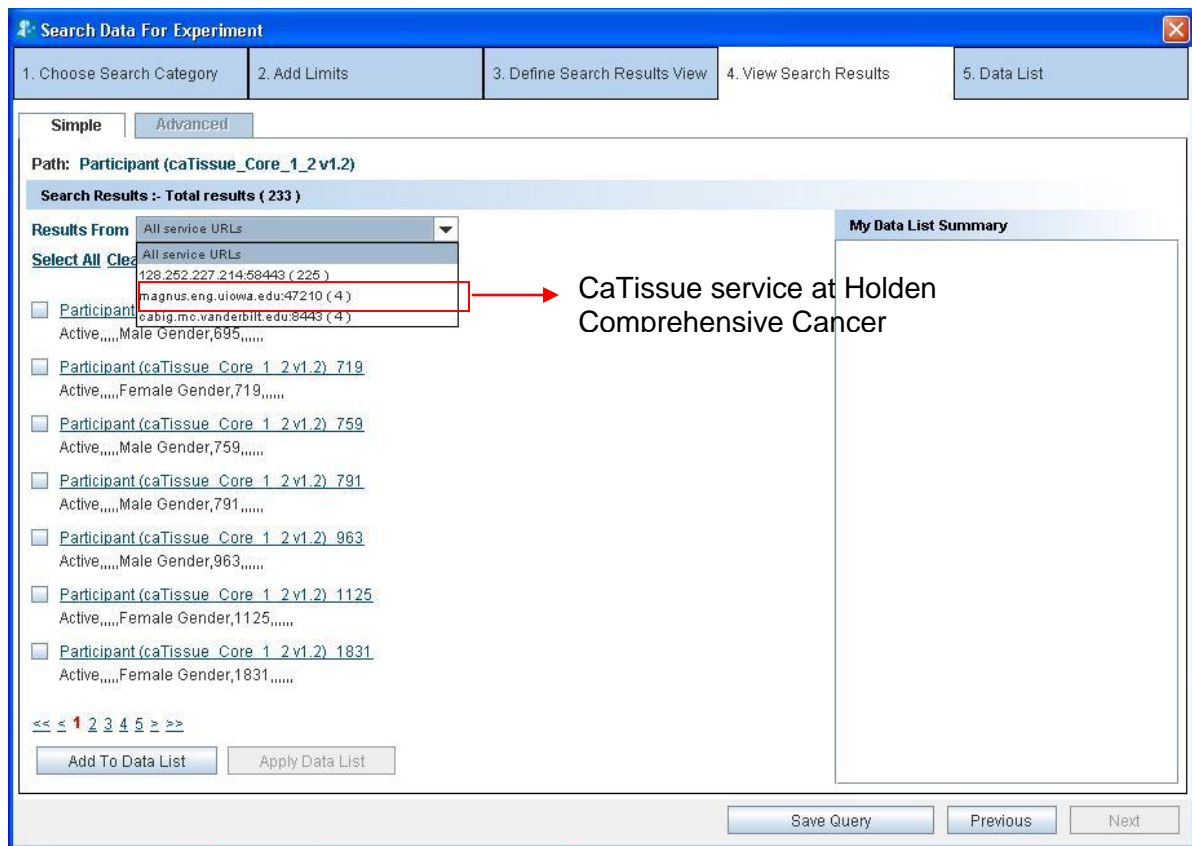 Search Data For Experiment
1. Choose Search Category
2. Add Limits
3. Define Search Results View
4. View Search Results
5. Data List
Simple
Advanced
Path: Participant (caTissue_Core_1_2 v1.2)
Search Results :- Total results ( 233 )
Results From All service URLs
My Data List Summary
Select All Clea
All service URLs
128.252.227.214:58443 ( 225 )
magnus.eng.uiowa.edu:47210 ( 4 )
cabig.mc.vanderbilt.edu:8443 ( 4 )
CaTissue service at Holden
Comprehensive Cancer
Participant
Active,,,,,Male Gender,695,,,,,,
Participant (caTissue_Core_1_2 v1.2)_719
Active,,,,,Female Gender,719,,,,,,
Participant (caTissue_Core_1_2 v1.2)_759
Active,,,,,Male Gender,759,,,,,,
Participant (caTissue_Core_1_2 v1.2)_791
Active,,,,,Male Gender,791,,,,,,
Participant (caTissue_Core_1_2 v1.2)_963
Active,,,,,Male Gender,963,,,,,,
Participant (caTissue_Core_1_2 v1.2)_1125
Active,,,,,Female Gender,1125,,,,,,
Participant (caTissue_Core_1_2 v1.2)_1831
Active,,,,,Female Gender,1831,,,,,,
<< < 1 2 3 4 5 > >>
Add To Data List
Apply Data List
Save Query
Previous
Next